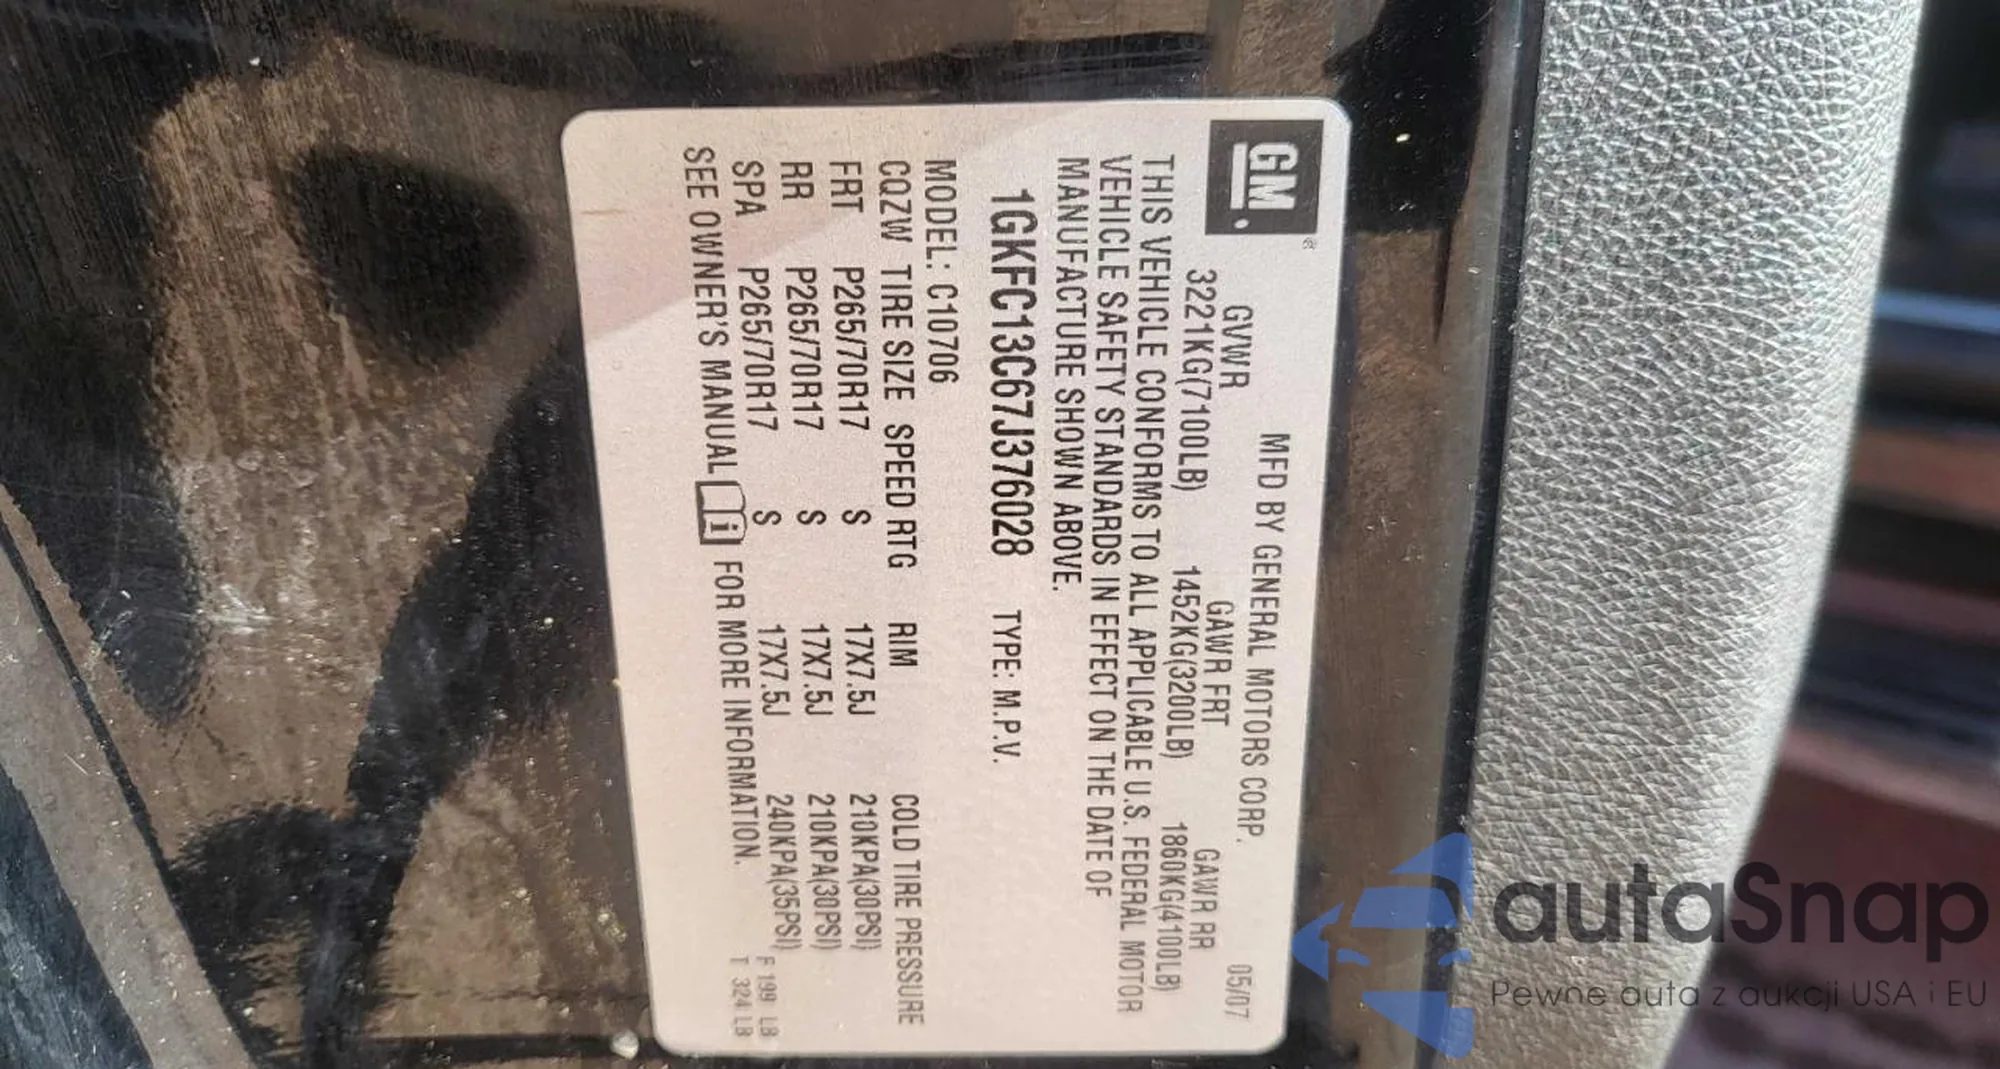 GM
®
MFD BY GENERAL MOTORS CORP. 05/07
GVWR GAWR FRT GAWR RR
3221KG(7100LB) 1452KG(3200LB) 1860KG(4100LB)
THIS VEHICLE CONFORMS TO ALL APPLICABLE U.S. FEDERAL MOTOR
VEHICLE SAFETY STANDARDS IN EFFECT ON THE DATE OF
MANUFACTURE SHOWN ABOVE.
1GKFC13C67J376028 TYPE: M.P.V.
MODEL: C10706
CQZW TIRE SIZE SPEED RTG RIM COLD TIRE PRESSURE
FRT P265/70R17 S 17X7.5J 210KPA(30PSI)
RR P265/70R17 S 17X7.5J 210KPA(30PSI)
SPA P265/70R17 S 17X7.5J 240KPA(35PSI)
SEE OWNER'S MANUAL i FOR MORE INFORMATION.
F 199 LB
T 324 LB
autaSnap
Pewne auta z aukcji USA i EU